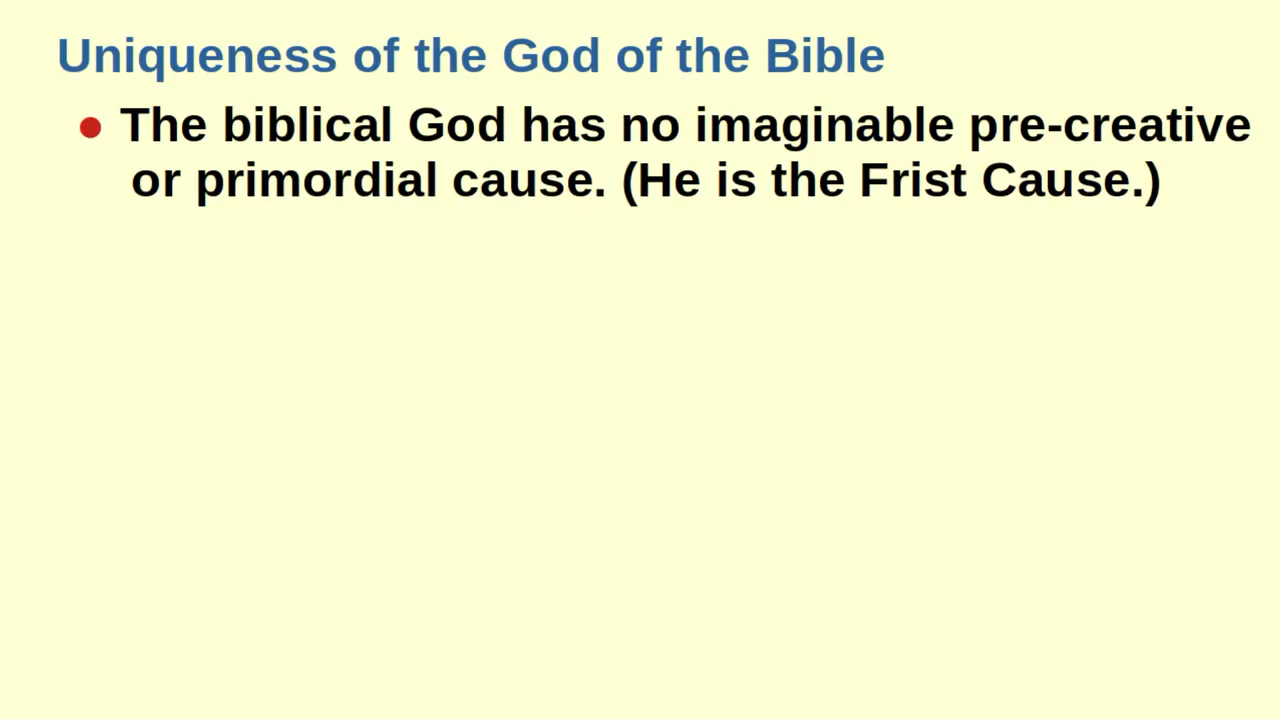 Uniqueness of the God of the Bible
● The biblical God has no imaginable pre-creative
or primordial cause. (He is the Frist Cause.)